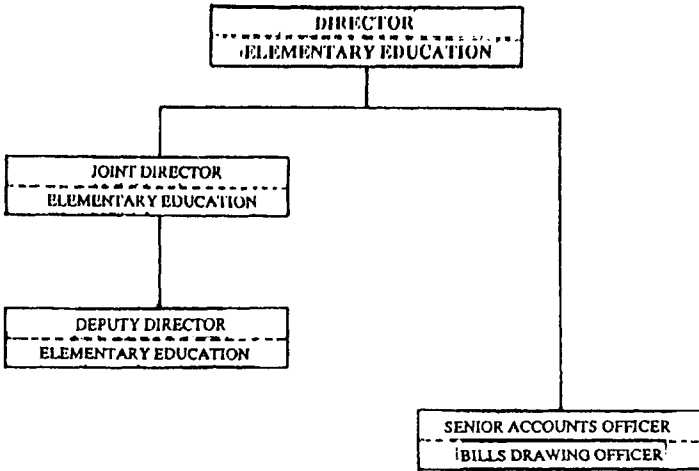 DIRECTOR
ELEMENTARY EDUCATION
JOINT DIRECTOR
ELEMENTARY EDUCATION
DEPUTY DIRECTOR
ELEMENTARY EDUCATION
SENIOR ACCOUNTS OFFICER
BILLS DRAWING OFFICER